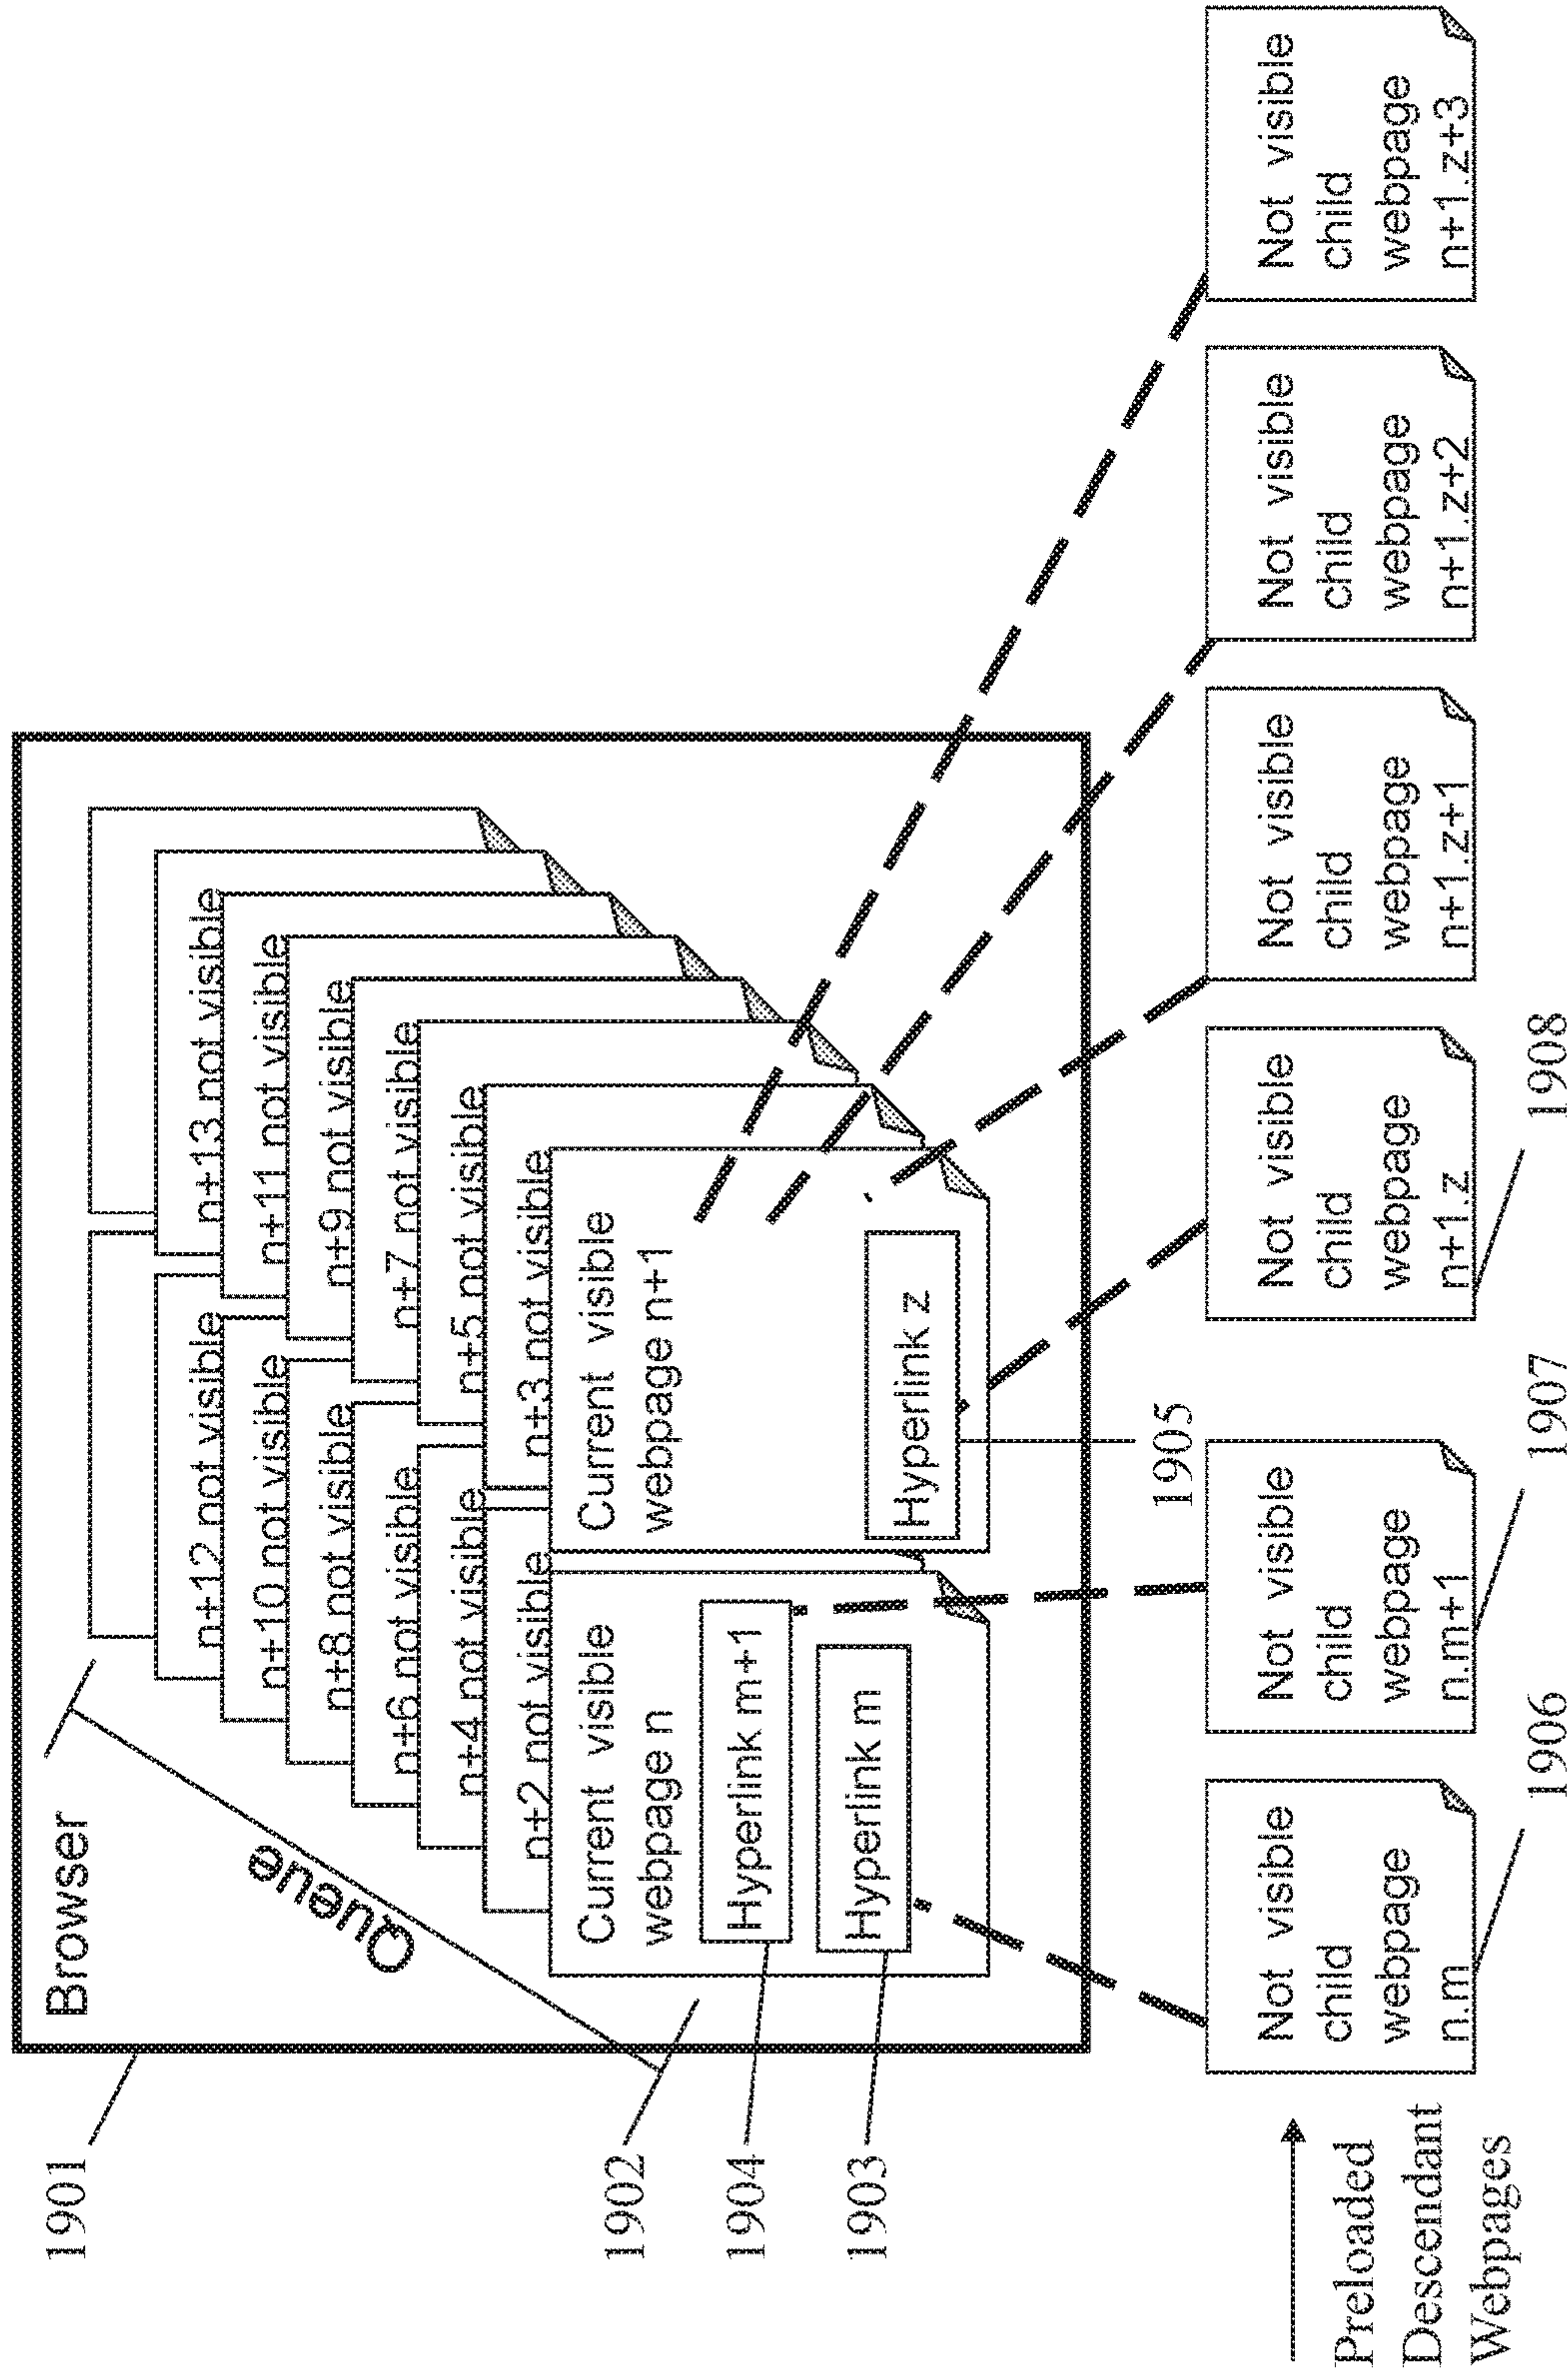 1901
Browser
Queue
1902
1904
1903
n+12 not visible
n+13 not visible
n+10 not visible
n+11 not visible
n+8 not visible
n+9 not visible
n+6 not visible
n+7 not visible
n+4 not visible
n+5 not visible
n+2 not visible
n+3 not visible
Current visible
webpage n
Hyperlink m+1
Hyperlink m
Current visible
webpage n+1
Hyperlink z
1905
Preloaded
Descendant
Webpages
Not visible
child
webpage
n.m
1906
Not visible
child
webpage
n.m+1
1907
Not visible
child
webpage
n+1.z
1908
Not visible
child
webpage
n+1.z+1
Not visible
child
webpage
n+1.z+2
Not visible
child
webpage
n+1.z+3